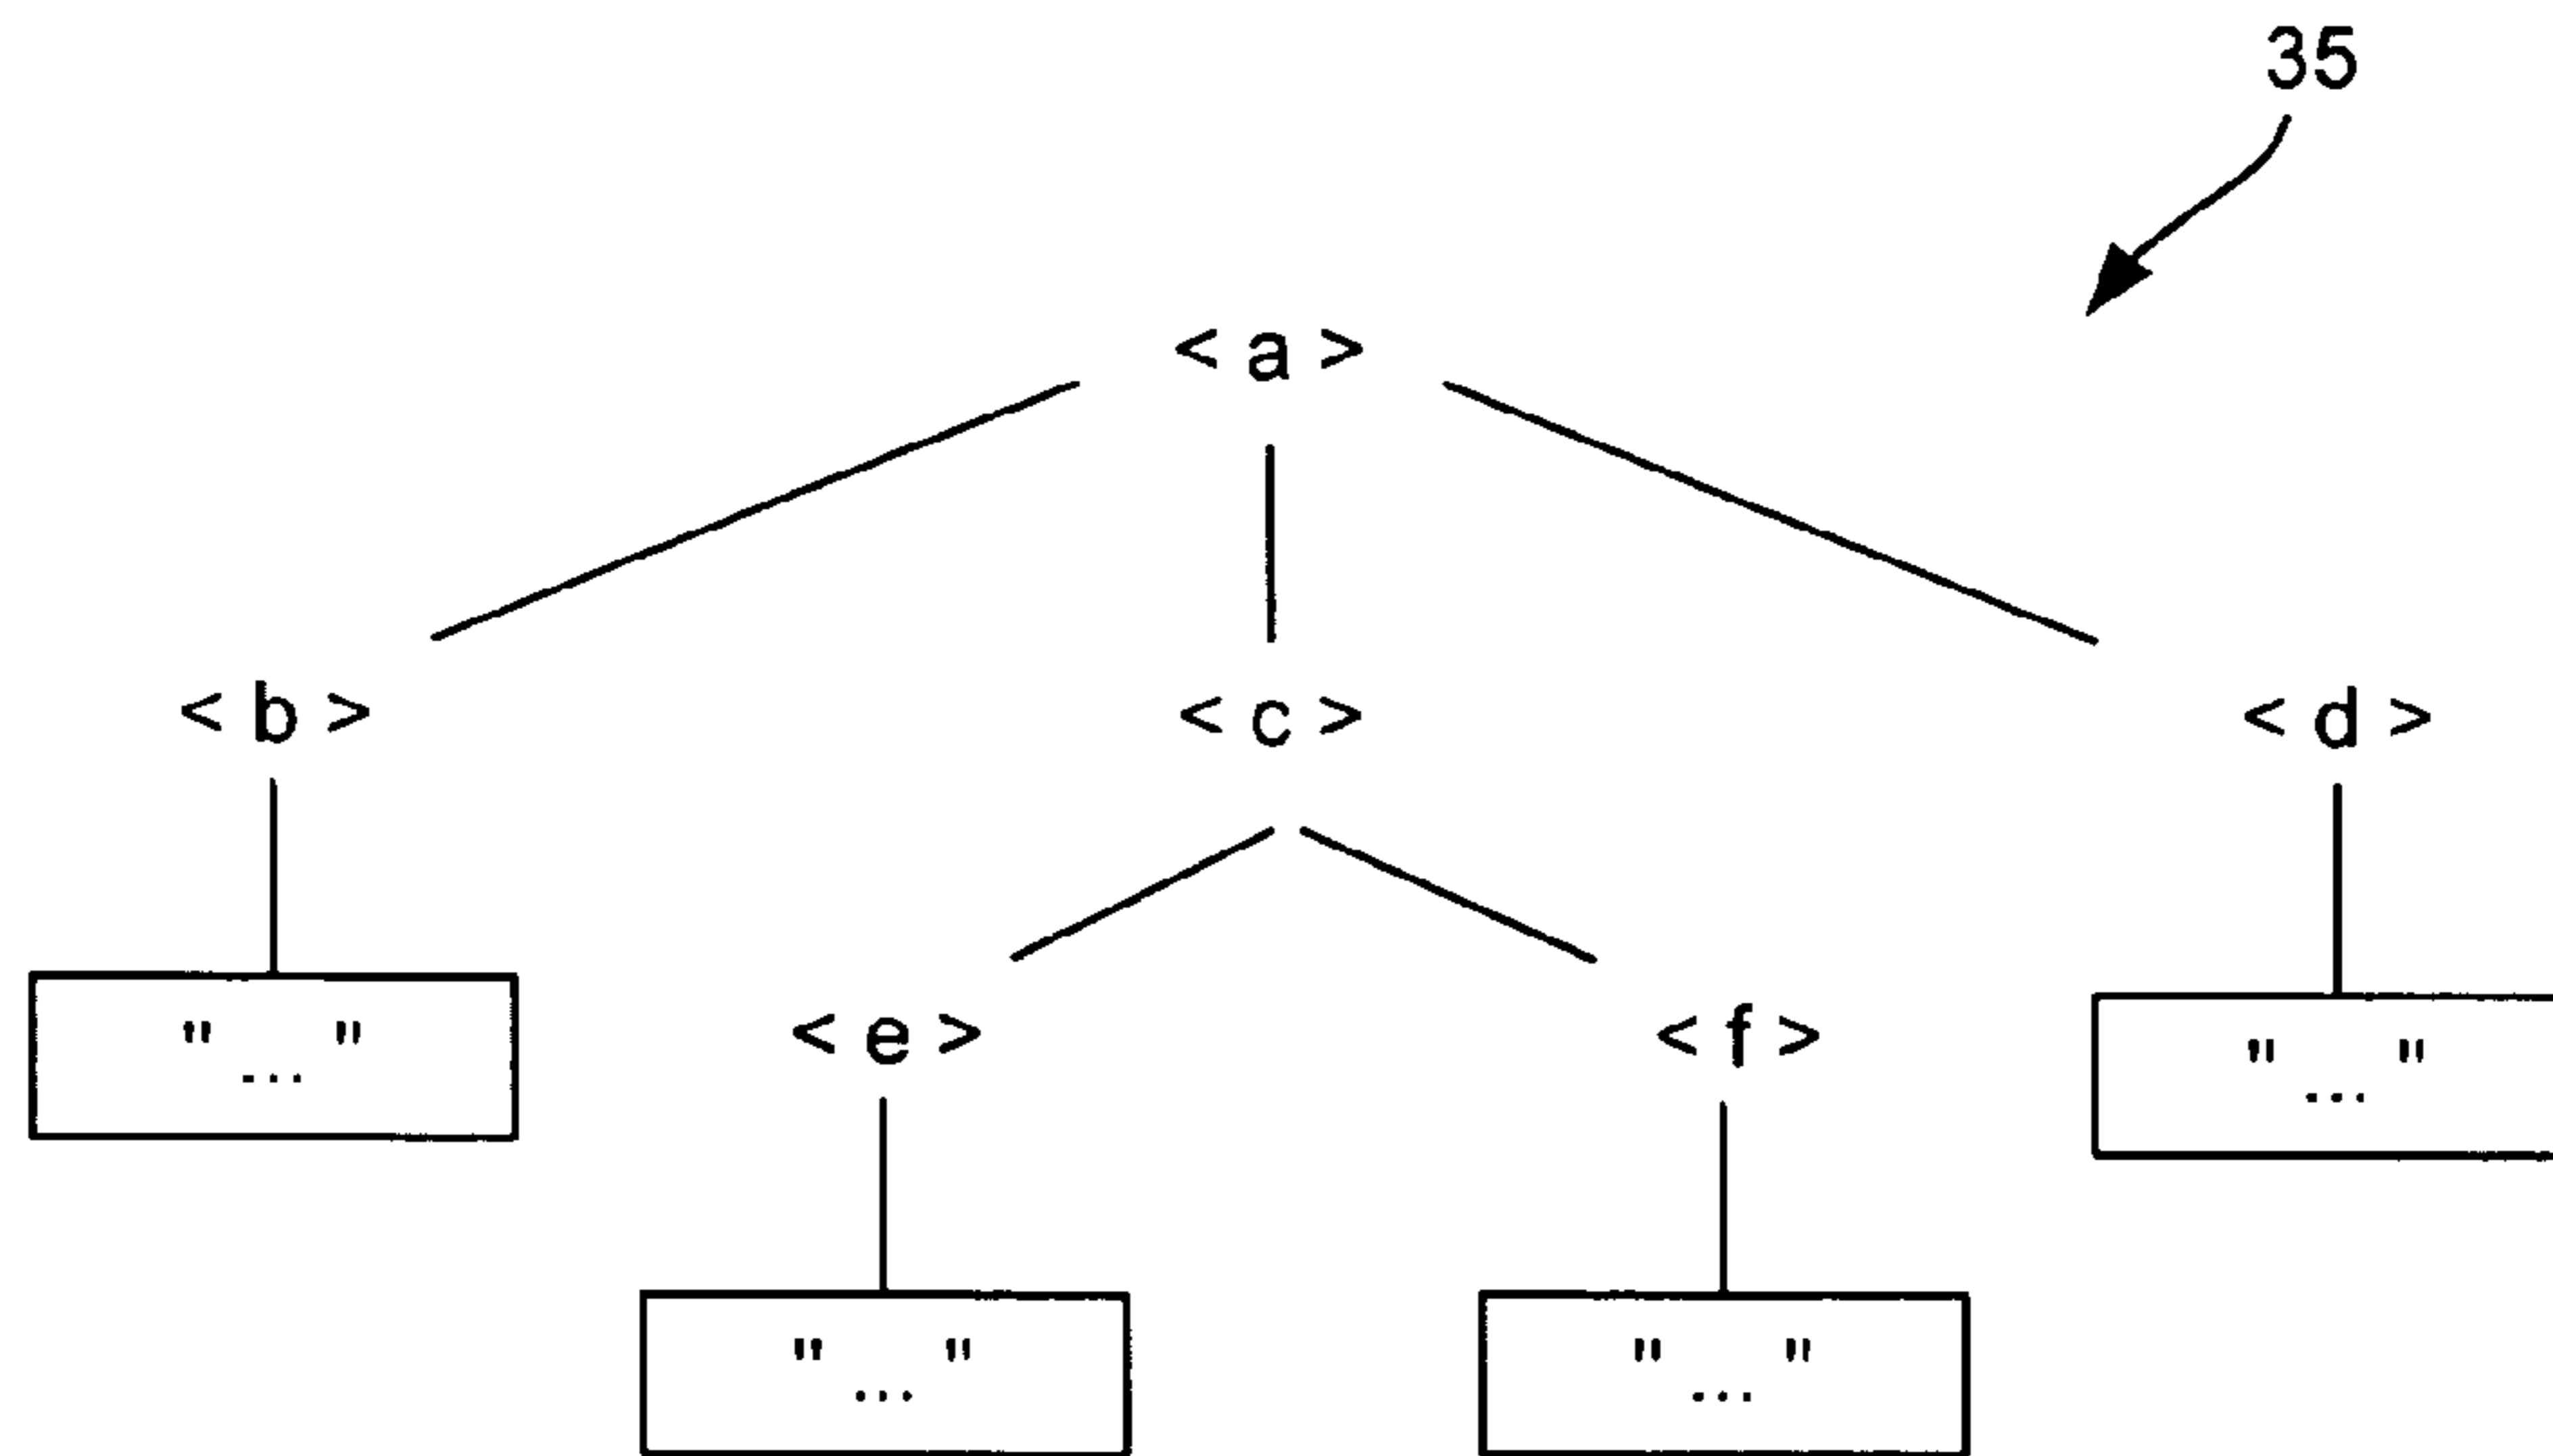 35
< a >
< b > < c > < d >
" ... " < e > < f > " ... "
" ... " " ... "